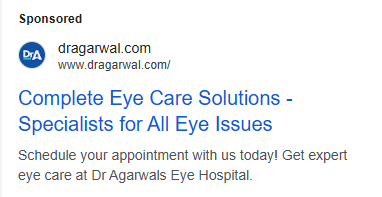 Sponsored
DrA
dragarwal.com
www.dragarwal.com/
Complete Eye Care Solutions -
Specialists for All Eye Issues
Schedule your appointment with us today! Get expert
eye care at Dr Agarwals Eye Hospital.